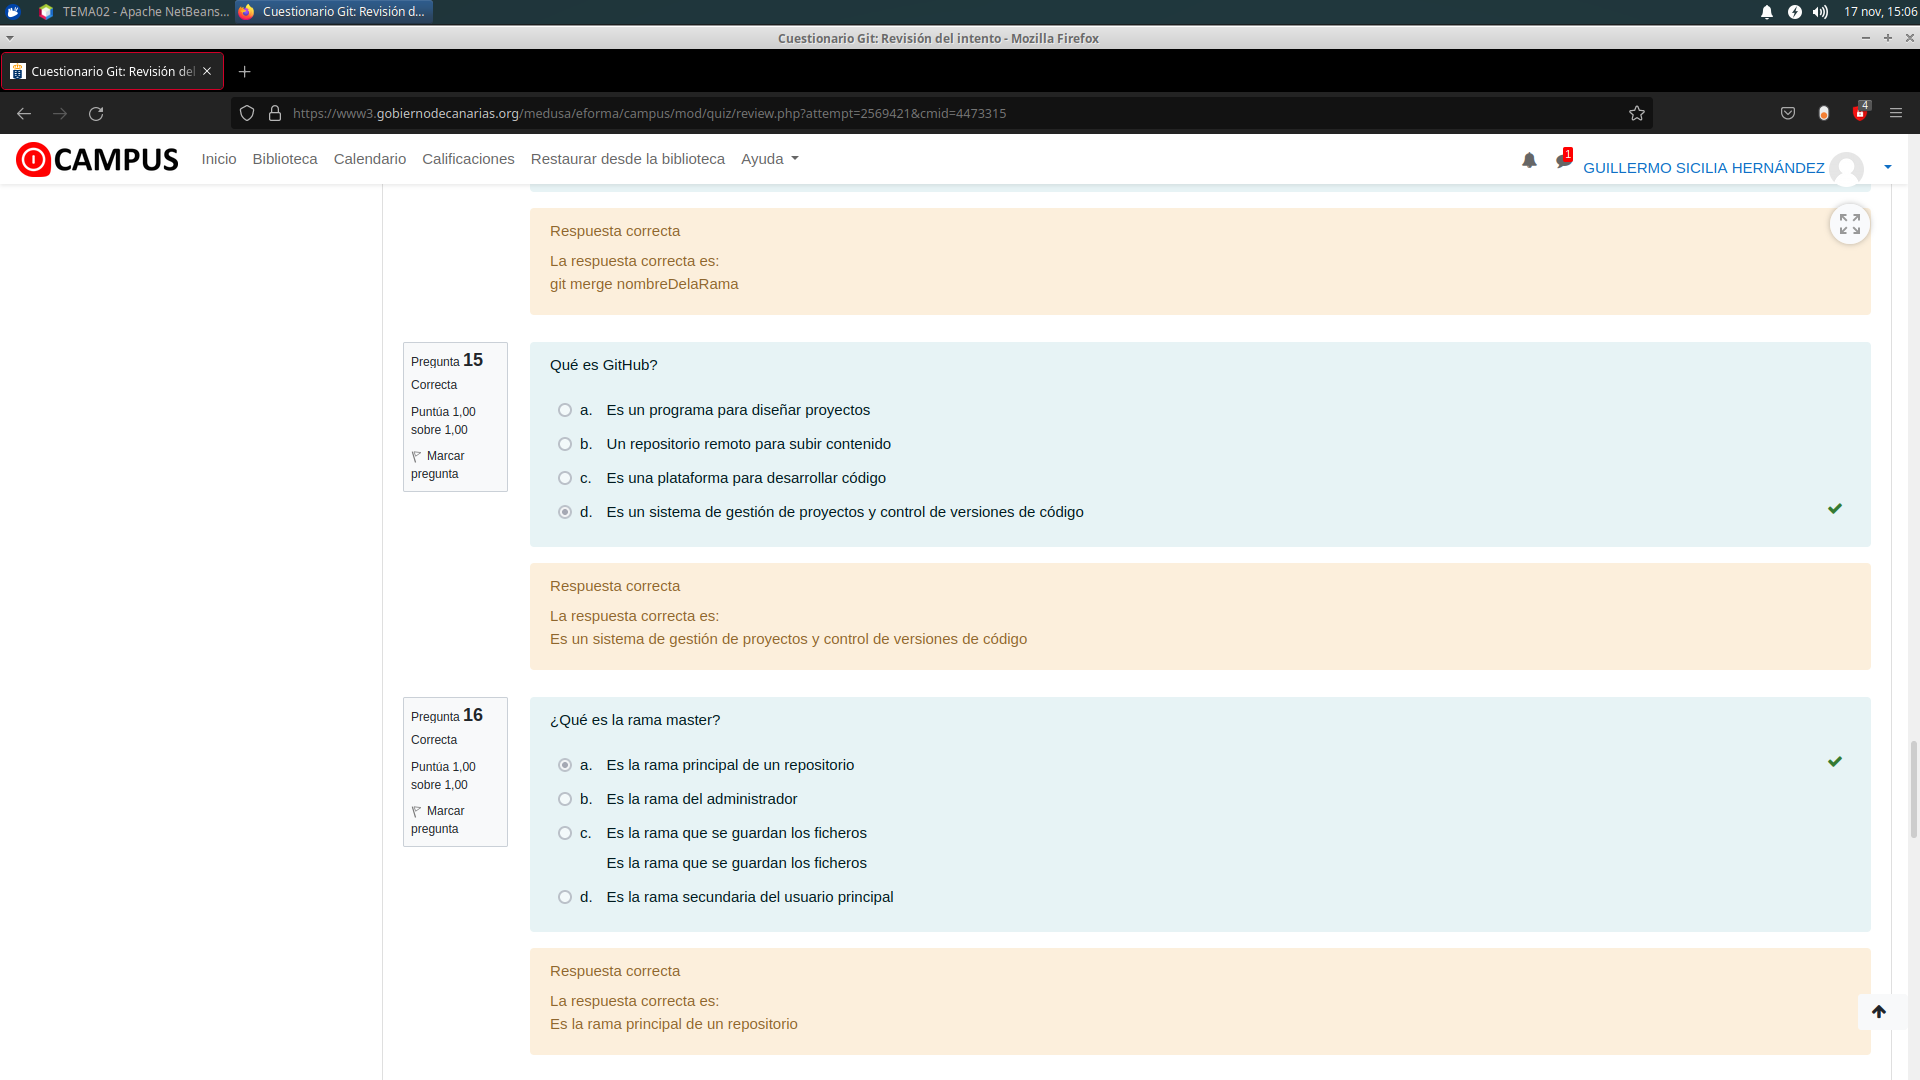 TEMA02 - Apache NetBeans...
Cuestionario Git: Revisión d...
17 nov, 15:06
Cuestionario Git: Revisión del intento - Mozilla Firefox
Cuestionario Git: Revisión del
https://www3.gobiernodecanarias.org/medusa/eforma/campus/mod/quiz/review.php?attempt=2569421&cmid=4473315
4
CAMPUS
Inicio
Biblioteca
Calendario
Calificaciones
Restaurar desde la biblioteca
Ayuda
1
GUILLERMO SICILIA HERNÁNDEZ
Respuesta correcta
La respuesta correcta es:
git merge nombreDelaRama
Pregunta 15
Correcta
Puntúa 1,00
sobre 1,00
Marcar
pregunta
Qué es GitHub?
a. Es un programa para diseñar proyectos
b. Un repositorio remoto para subir contenido
c. Es una plataforma para desarrollar código
d. Es un sistema de gestión de proyectos y control de versiones de código
Respuesta correcta
La respuesta correcta es:
Es un sistema de gestión de proyectos y control de versiones de código
Pregunta 16
Correcta
Puntúa 1,00
sobre 1,00
Marcar
pregunta
¿Qué es la rama master?
a. Es la rama principal de un repositorio
b. Es la rama del administrador
c. Es la rama que se guardan los ficheros
Es la rama que se guardan los ficheros
d. Es la rama secundaria del usuario principal
Respuesta correcta
La respuesta correcta es:
Es la rama principal de un repositorio